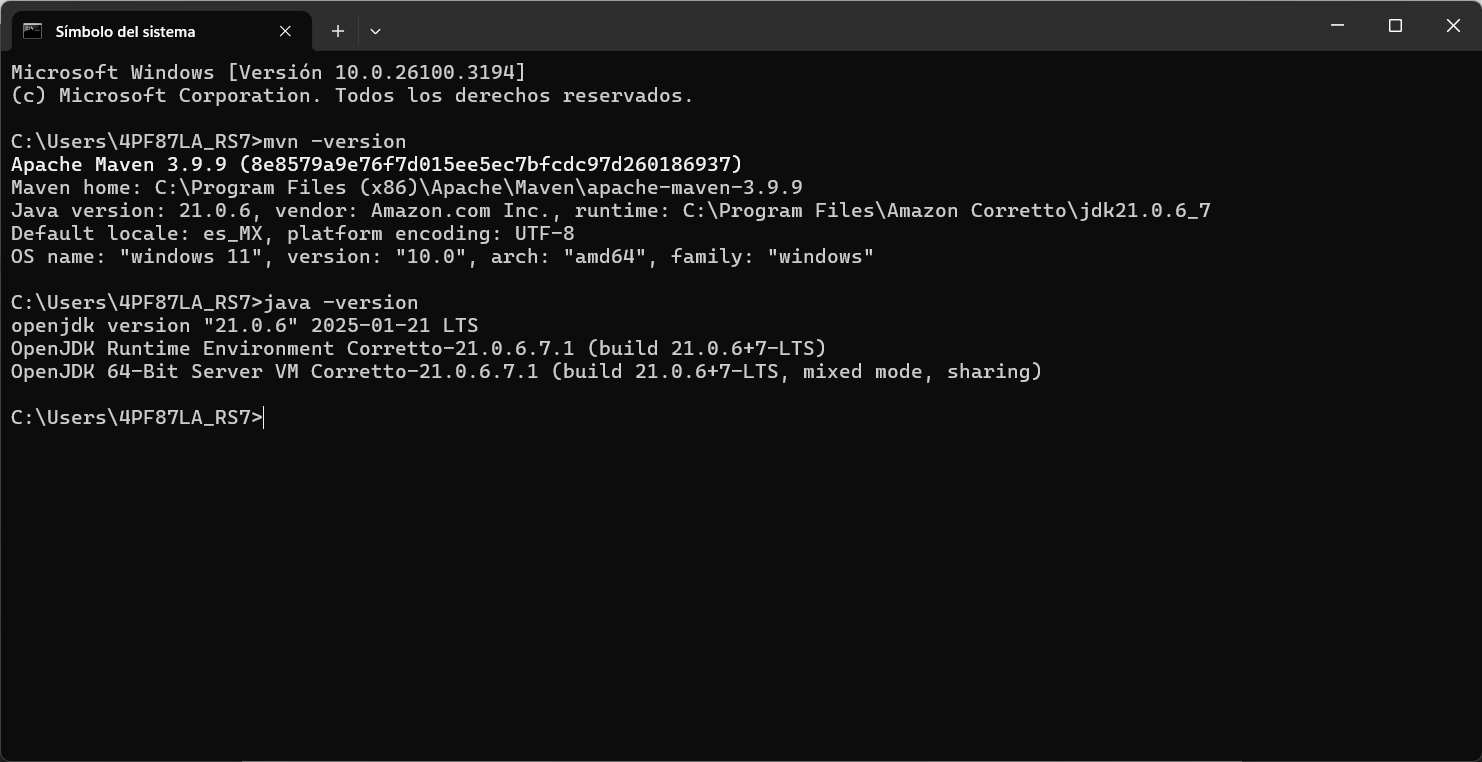 Símbolo del sistema
Microsoft Windows [Versión 10.0.26100.3194]
(c) Microsoft Corporation. Todos los derechos reservados.
C:\Users\4PF87LA_RS7>mvn -version
Apache Maven 3.9.9 (8e8579a9e76f7d015ee5ec7bfcdc97d260186937)
Maven home: C:\Program Files (x86)\Apache\Maven\apache-maven-3.9.9
Java version: 21.0.6, vendor: Amazon.com Inc., runtime: C:\Program Files\Amazon Corretto\jdk21.0.6_7
Default locale: es_MX, platform encoding: UTF-8
OS name: "windows 11", version: "10.0", arch: "amd64", family: "windows"
C:\Users\4PF87LA_RS7>java -version
openjdk version "21.0.6" 2025-01-21 LTS
OpenJDK Runtime Environment Corretto-21.0.6.7.1 (build 21.0.6+7-LTS)
OpenJDK 64-Bit Server VM Corretto-21.0.6.7.1 (build 21.0.6+7-LTS, mixed mode, sharing)
C:\Users\4PF87LA_RS7>